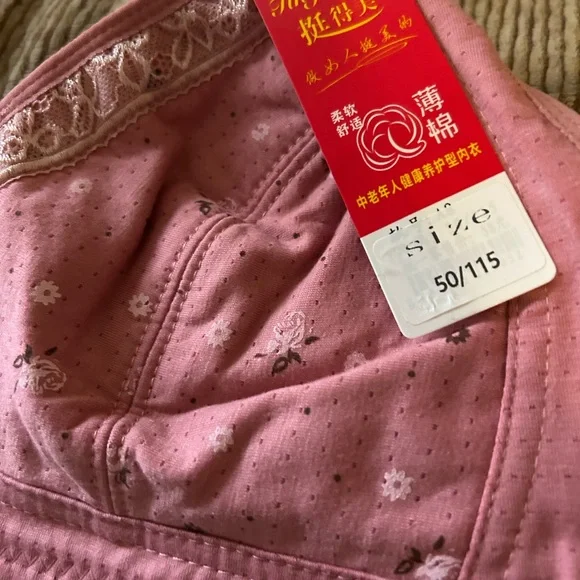 挺得美
做女人挺美的
柔软
舒适
薄棉
中老年人健康养护型内衣
size
50/115